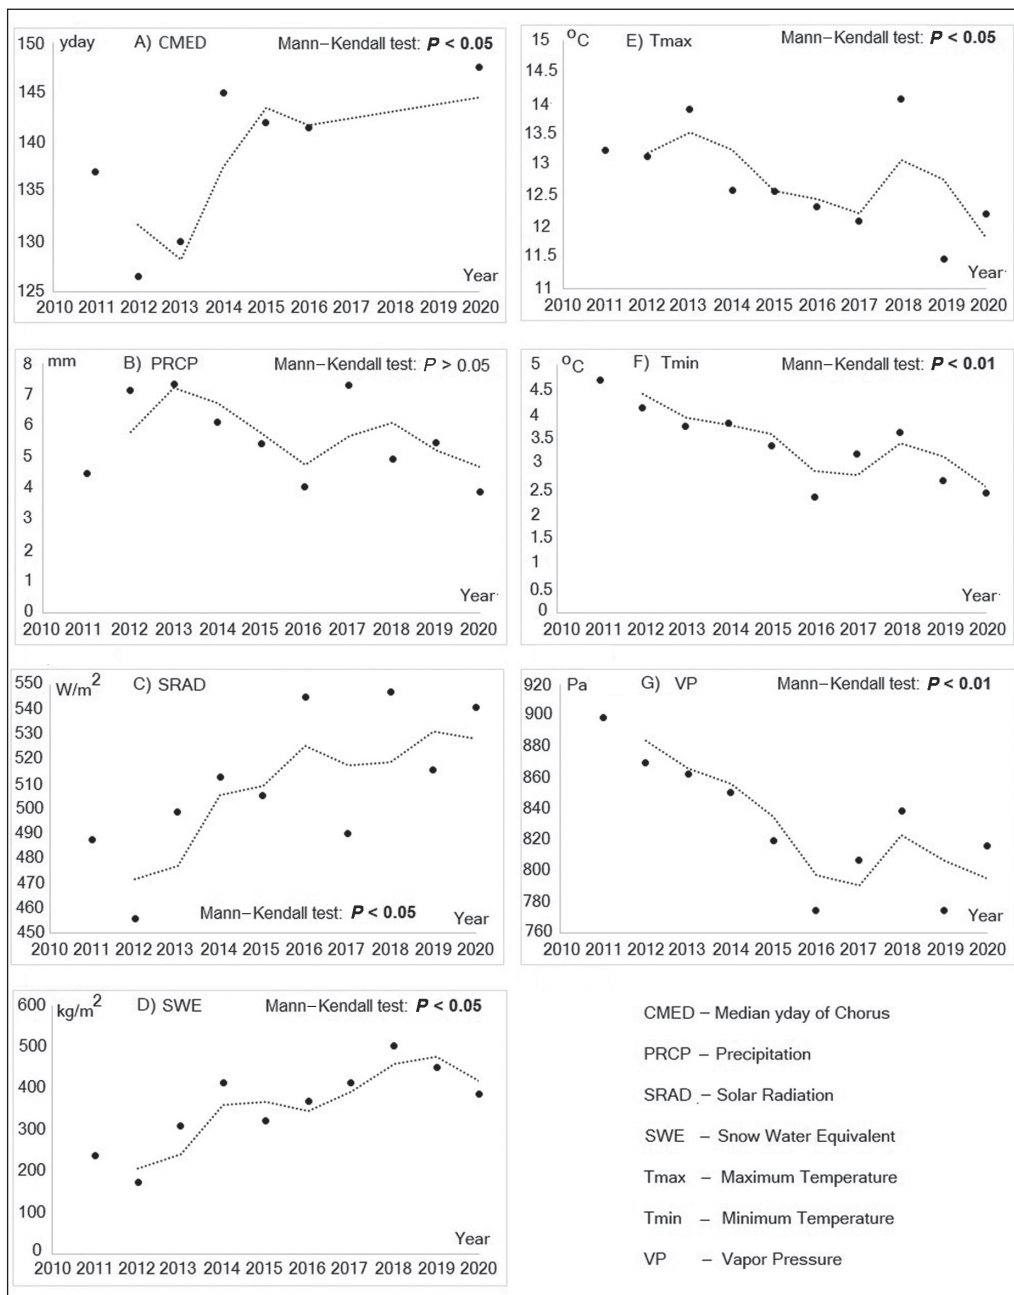 yday A) CMED Mann–Kendall test: P < 0.05
150
145
140
135
130
125
Year
2010 2011 2012 2013 2014 2015 2016 2017 2018 2019 2020
mm B) PRCP Mann–Kendall test: P > 0.05
8
7
6
5
4
3
2
1
0
Year
2010 2011 2012 2013 2014 2015 2016 2017 2018 2019 2020
W/m² C) SRAD
550
540
530
520
510
500
490
480
470
460
450
Mann–Kendall test: P < 0.05 Year
2010 2011 2012 2013 2014 2015 2016 2017 2018 2019 2020
kg/m² D) SWE Mann–Kendall test: P < 0.05
600
500
400
300
200
100
0
Year
2010 2011 2012 2013 2014 2015 2016 2017 2018 2019 2020
°C E) Tmax Mann–Kendall test: P < 0.05
15
14.5
14
13.5
13
12.5
12
11.5
11
Year
2010 2011 2012 2013 2014 2015 2016 2017 2018 2019 2020
°C F) Tmin Mann–Kendall test: P < 0.01
5
4.5
4
3.5
3
2.5
2
1.5
1
0.5
0
Year
2010 2011 2012 2013 2014 2015 2016 2017 2018 2019 2020
Pa G) VP Mann–Kendall test: P < 0.01
920
900
880
860
840
820
800
780
760
Year
2010 2011 2012 2013 2014 2015 2016 2017 2018 2019 2020
CMED – Median yday of Chorus
PRCP – Precipitation
SRAD – Solar Radiation
SWE – Snow Water Equivalent
Tmax – Maximum Temperature
Tmin – Minimum Temperature
VP – Vapor Pressure